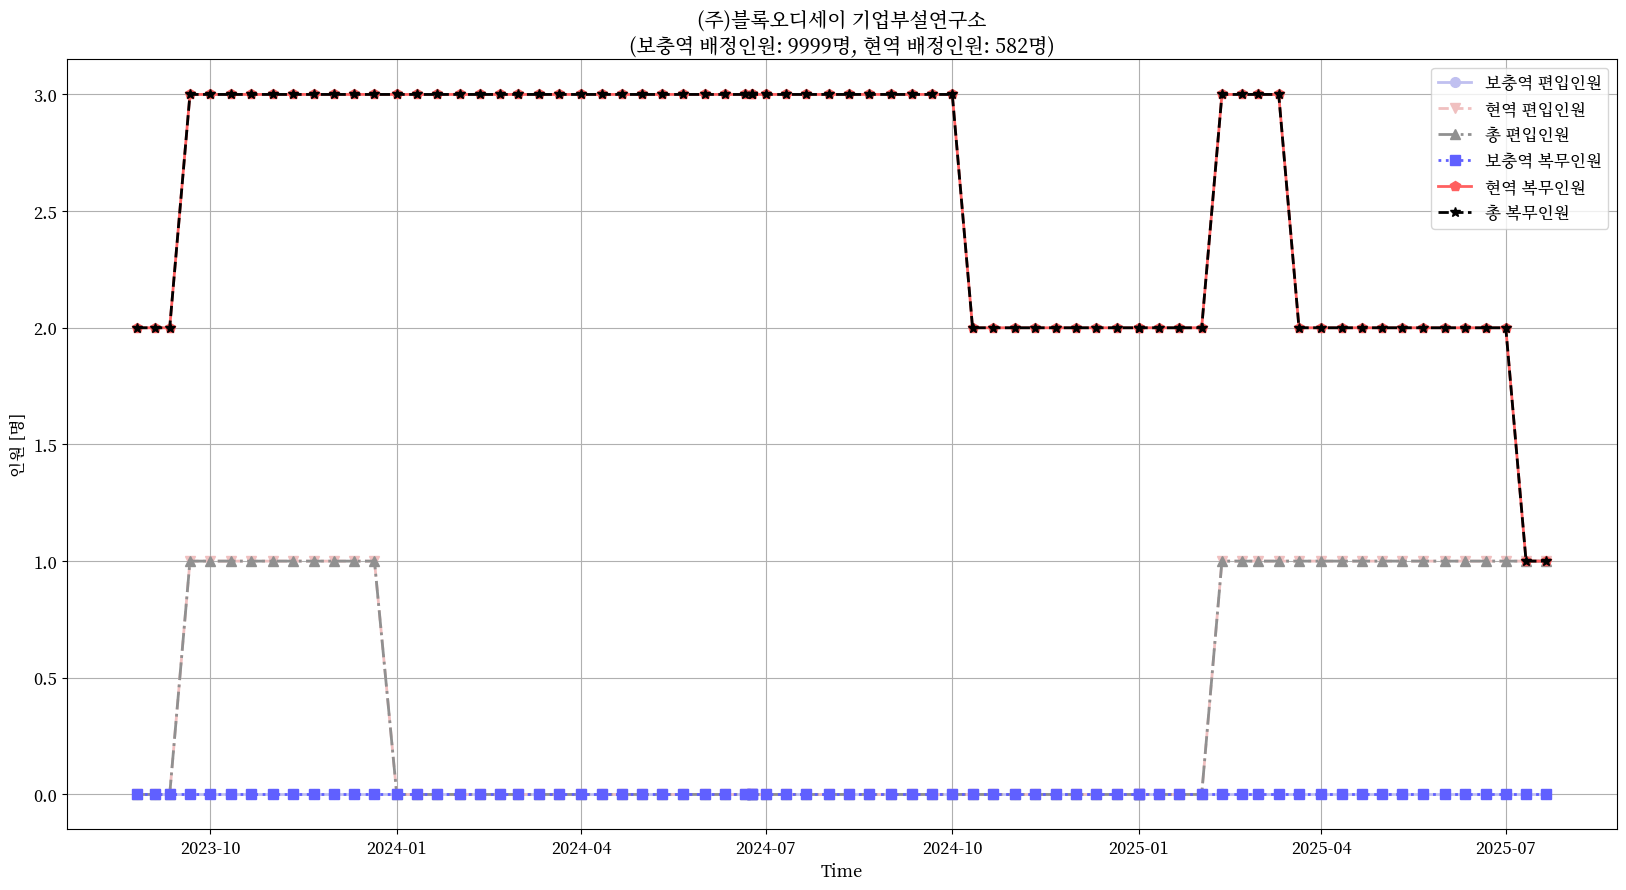 (주)블록오디세이 기업부설연구소
(보충역 배정인원: 9999명, 현역 배정인원: 582명)
보충역 편입인원
현역 편입인원
총 편입인원
보충역 복무인원
현역 복무인원
총 복무인원
3.0
2.5
2.0
1.5
1.0
0.5
0.0
인원 [명]
2023-10
2024-01
2024-04
2024-07
2024-10
2025-01
2025-04
2025-07
Time